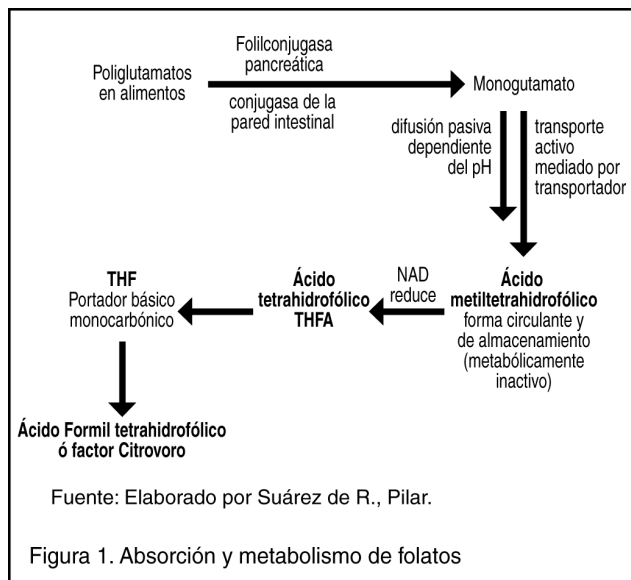 Poliglutamatos
en alimentos
Folilconjugasa
pancreática
conjugasa de la
pared intestinal
Monogutamato
difusión pasiva
dependiente
del pH
transporte
activo
mediado por
transportador
THF
Portador básico
monocarbónico
Ácido
tetrahidrofólico
THFA
NAD
reduce
Ácido
metiltetrahidrofólico
forma circulante y
de almacenamiento
(metabólicamente
inactivo)
Ácido Formil tetrahidrofólico
ó factor Citrovoro
Fuente: Elaborado por Suárez de R., Pilar.
Figura 1. Absorción y metabolismo de folatos